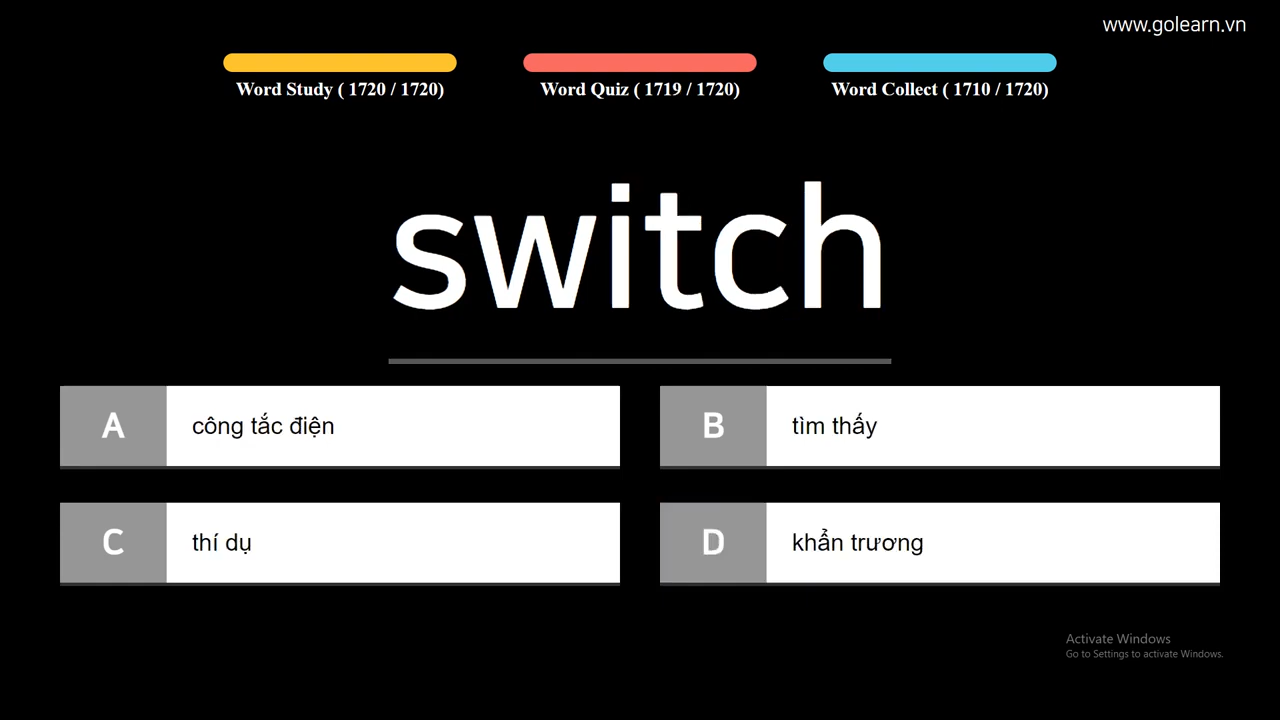 www.golearn.vn
Word Study ( 1720 / 1720)
Word Quiz ( 1719 / 1720)
Word Collect ( 1710 / 1720)
switch
A công tắc điện
B tìm thấy
C thí dụ
D khẩn trương
Activate Windows
Go to Settings to activate Windows.